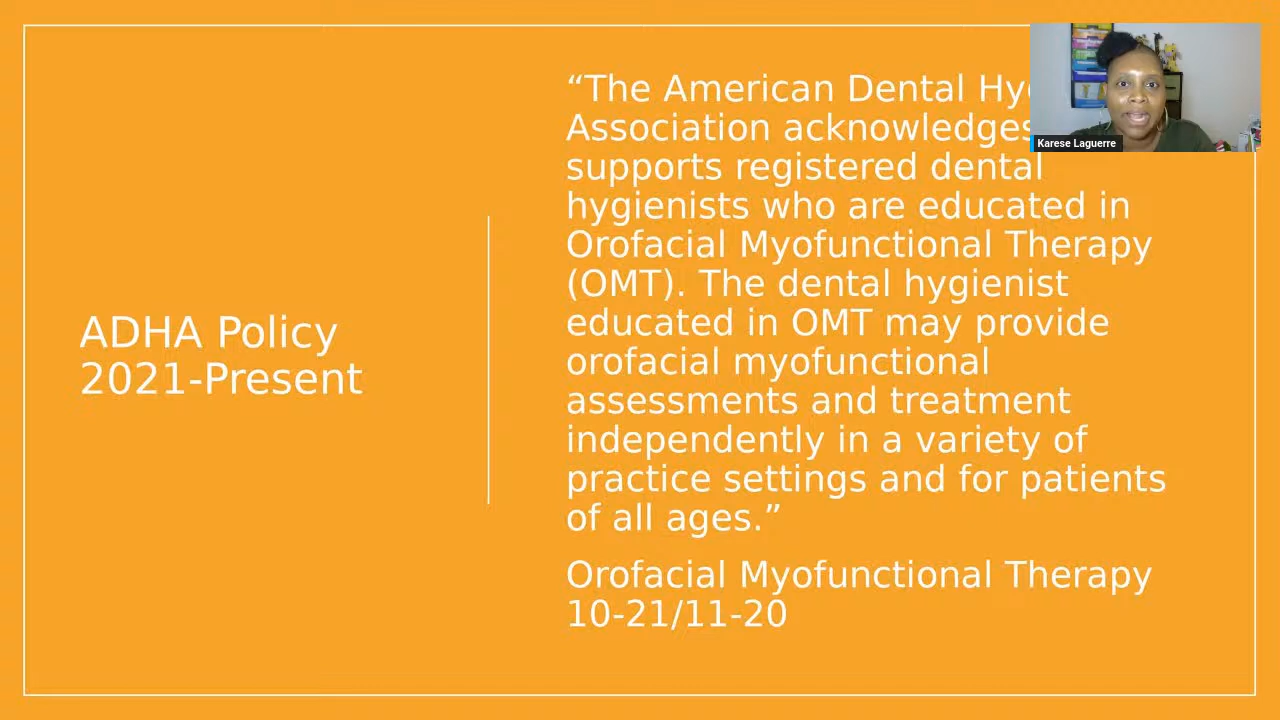 ADHA Policy
2021-Present
“The American Dental
Association acknowledges
supports registered dental
hygienists who are educated in
Orofacial Myofunctional Therapy
(OMT). The dental hygienist
educated in OMT may provide
orofacial myofunctional
assessments and treatment
independently in a variety of
practice settings and for patients
of all ages.”
Orofacial Myofunctional Therapy
10-21/11-20
Karese Laguerre